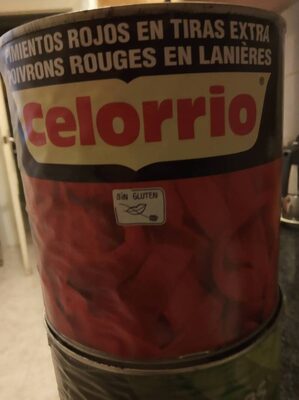 PIMIENTOS ROJOS EN TIRAS EXTRA
POIVRONS ROUGES EN LANIÈRES
celorrio
SIN GLUTEN